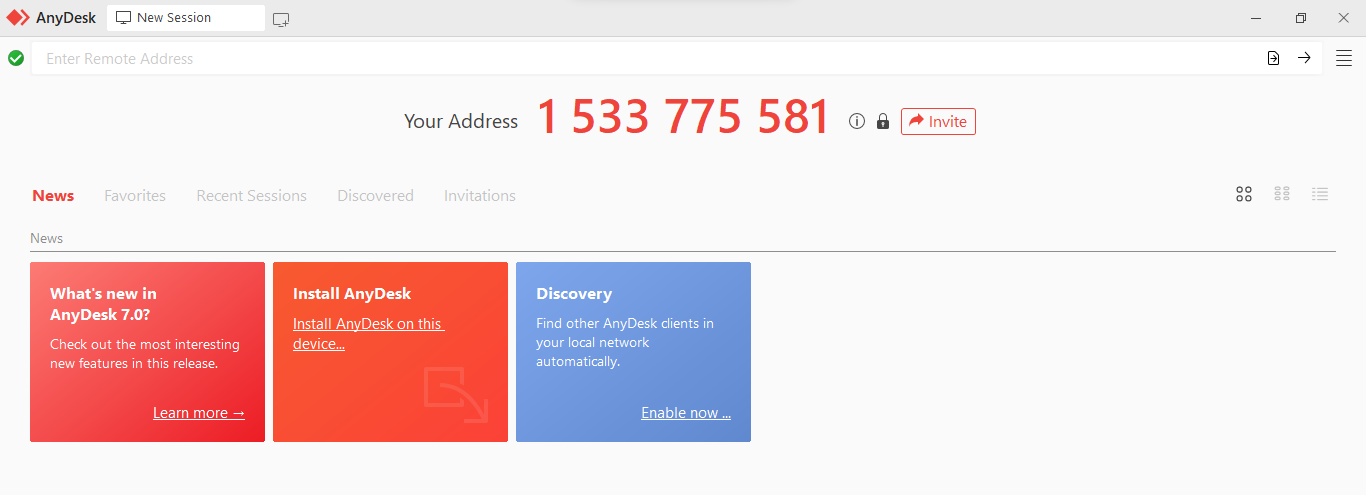 AnyDesk
New Session
Enter Remote Address
Your Address 1 533 775 581
Invite
News Favorites Recent Sessions Discovered Invitations
News
What's new in
AnyDesk 7.0?
Check out the most interesting
new features in this release.
Learn more →
Install AnyDesk
Install AnyDesk on this
device...
Discovery
Find other AnyDesk clients in
your local network
automatically.
Enable now ...